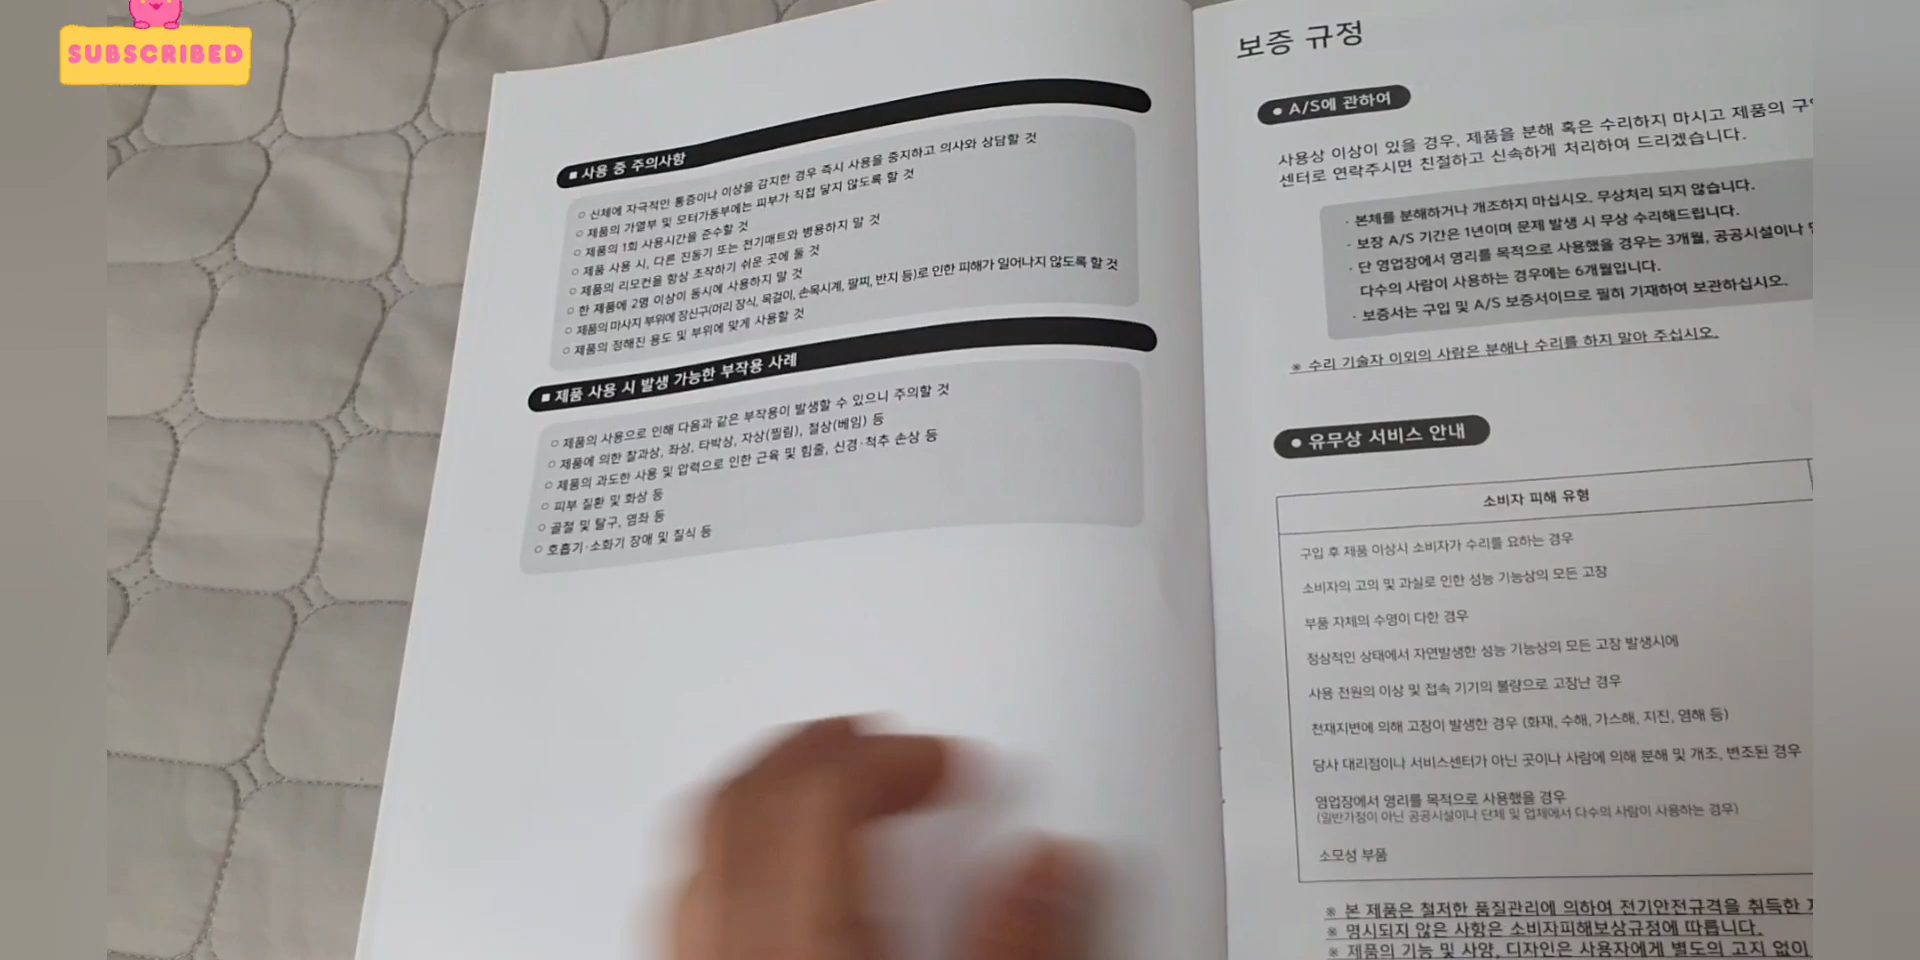 SUBSCRIBED
■ 사용 중 주의사항
○ 신체에 자극적인 통증이나 이상을 감지한 경우 즉시 사용을 중지하고 의사와 상담할 것
○ 제품의 가열부 및 모터가동부에는 피부가 직접 닿지 않도록 할 것
○ 제품의 1회 사용시간을 준수할 것
○ 제품 사용 시, 다른 진동기 또는 전기매트와 병용하지 말 것
○ 제품의 리모컨을 항상 조작하기 쉬운 곳에 둘 것
○ 한 제품에 2명 이상이 동시에 사용하지 말 것
○ 제품의 마사지 부위에 장신구(머리 장식, 목걸이, 손목시계, 팔찌, 반지 등)로 인한 피해가 일어나지 않도록 할 것
○ 제품의 정해진 용도 및 부위에 맞게 사용할 것
■ 제품 사용 시 발생 가능한 부작용 사례
○ 제품의 사용으로 인해 다음과 같은 부작용이 발생할 수 있으니 주의할 것
○ 제품에 의한 찰과상, 좌상, 타박상, 자상(찔림), 절상(베임) 등
○ 제품의 과도한 사용 및 압력으로 인한 근육 및 힘줄, 신경·척추 손상 등
○ 피부 질환 및 화상 등
○ 골절 및 탈구, 염좌 등
○ 호흡기·소화기 장애 및 질식 등
보증 규정
● A/S에 관하여
사용상 이상이 있을 경우, 제품을 분해 혹은 수리하지 마시고 제품의
센터로 연락주시면 친절하고 신속하게 처리하여 드리겠습니다.
· 본체를 분해하거나 개조하지 마십시오. 무상처리 되지 않습니다.
· 보장 A/S 기간은 1년이며 문제 발생 시 무상 수리해드립니다.
· 단 영업장에서 영리를 목적으로 사용했을 경우는 3개월, 공공시설이나
다수의 사람이 사용하는 경우에는 6개월입니다.
· 보증서는 구입 및 A/S 보증서이므로 필히 기재하여 보관하십시오.
※ 수리 기술자 이외의 사람은 분해나 수리를 하지 말아 주십시오.
● 유무상 서비스 안내
소비자 피해 유형
구입 후 제품 이상시 소비자가 수리를 요하는 경우
소비자의 고의 및 과실로 인한 성능 기능상의 모든 고장
부품 자체의 수명이 다한 경우
정상적인 상태에서 자연발생한 성능 기능상의 모든 고장 발생시에
사용 전원의 이상 및 접속 기기의 불량으로 고장난 경우
천재지변에 의해 고장이 발생한 경우 (화재, 수해, 가스해, 지진, 염해 등)
당사 대리점이나 서비스센터가 아닌 곳이나 사람에 의해 분해 및 개조, 변조된 경우
영업장에서 영리를 목적으로 사용했을 경우
(일반가정이 아닌 공공시설이나 단체 및 업체에서 다수의 사람이 사용하는 경우)
소모성 부품
※ 본 제품은 철저한 품질관리에 의하여 전기안전규격을 취득한
※ 명시되지 않은 사항은 소비자피해보상규정에 따릅니다.
※ 제품의 기능 및 사양, 디자인은 사용자에게 별도의 고지 없이